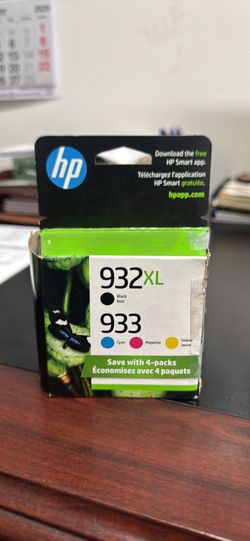 hp
Download the free
HP Smart app.
Téléchargez l'application
HP Smart gratuite.
hpapp.com
932XL
Black
Noir
933
Cyan
Magenta
Yellow
Jaune
Save with 4-packs
Économisez avec 4 paquets